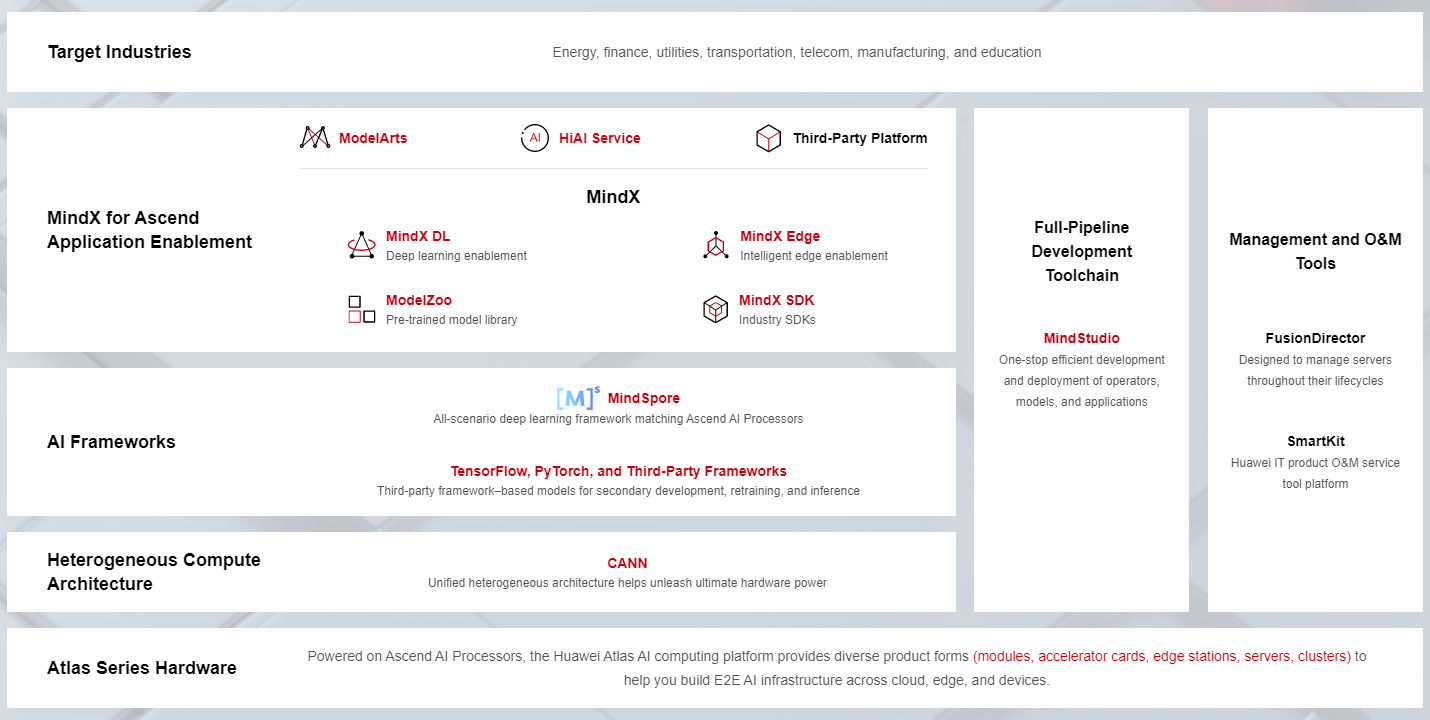 Target Industries
Energy, finance, utilities, transportation, telecom, manufacturing, and education
MindX for Ascend
Application Enablement
ModelArts
AI
HiAI Service
Third-Party Platform
MindX
MindX DL
Deep learning enablement
MindX Edge
Intelligent edge enablement
ModelZoo
Pre-trained model library
MindX SDK
Industry SDKs
AI Frameworks
[M]s
MindSpore
All-scenario deep learning framework matching Ascend AI Processors
TensorFlow, PyTorch, and Third-Party Frameworks
Third-party framework–based models for secondary development, retraining, and inference
Heterogeneous Compute
Architecture
CANN
Unified heterogeneous architecture helps unleash ultimate hardware power
Full-Pipeline
Development
Toolchain
MindStudio
One-stop efficient development
and deployment of operators,
models, and applications
Management and O&M
Tools
FusionDirector
Designed to manage servers
throughout their lifecycles
SmartKit
Huawei IT product O&M service
tool platform
Atlas Series Hardware
Powered on Ascend AI Processors, the Huawei Atlas AI computing platform provides diverse product forms (modules, accelerator cards, edge stations, servers, clusters) to
help you build E2E AI infrastructure across cloud, edge, and devices.